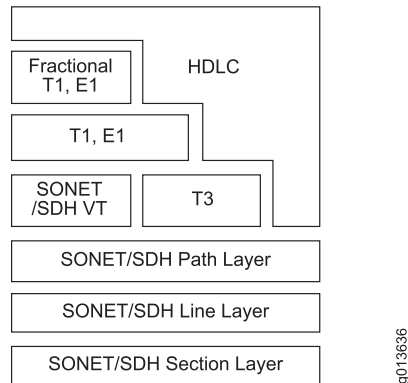 Fractional
T1, E1
HDLC
T1, E1
SONET
/SDH VT
T3
SONET/SDH Path Layer
SONET/SDH Line Layer
SONET/SDH Section Layer
g013636